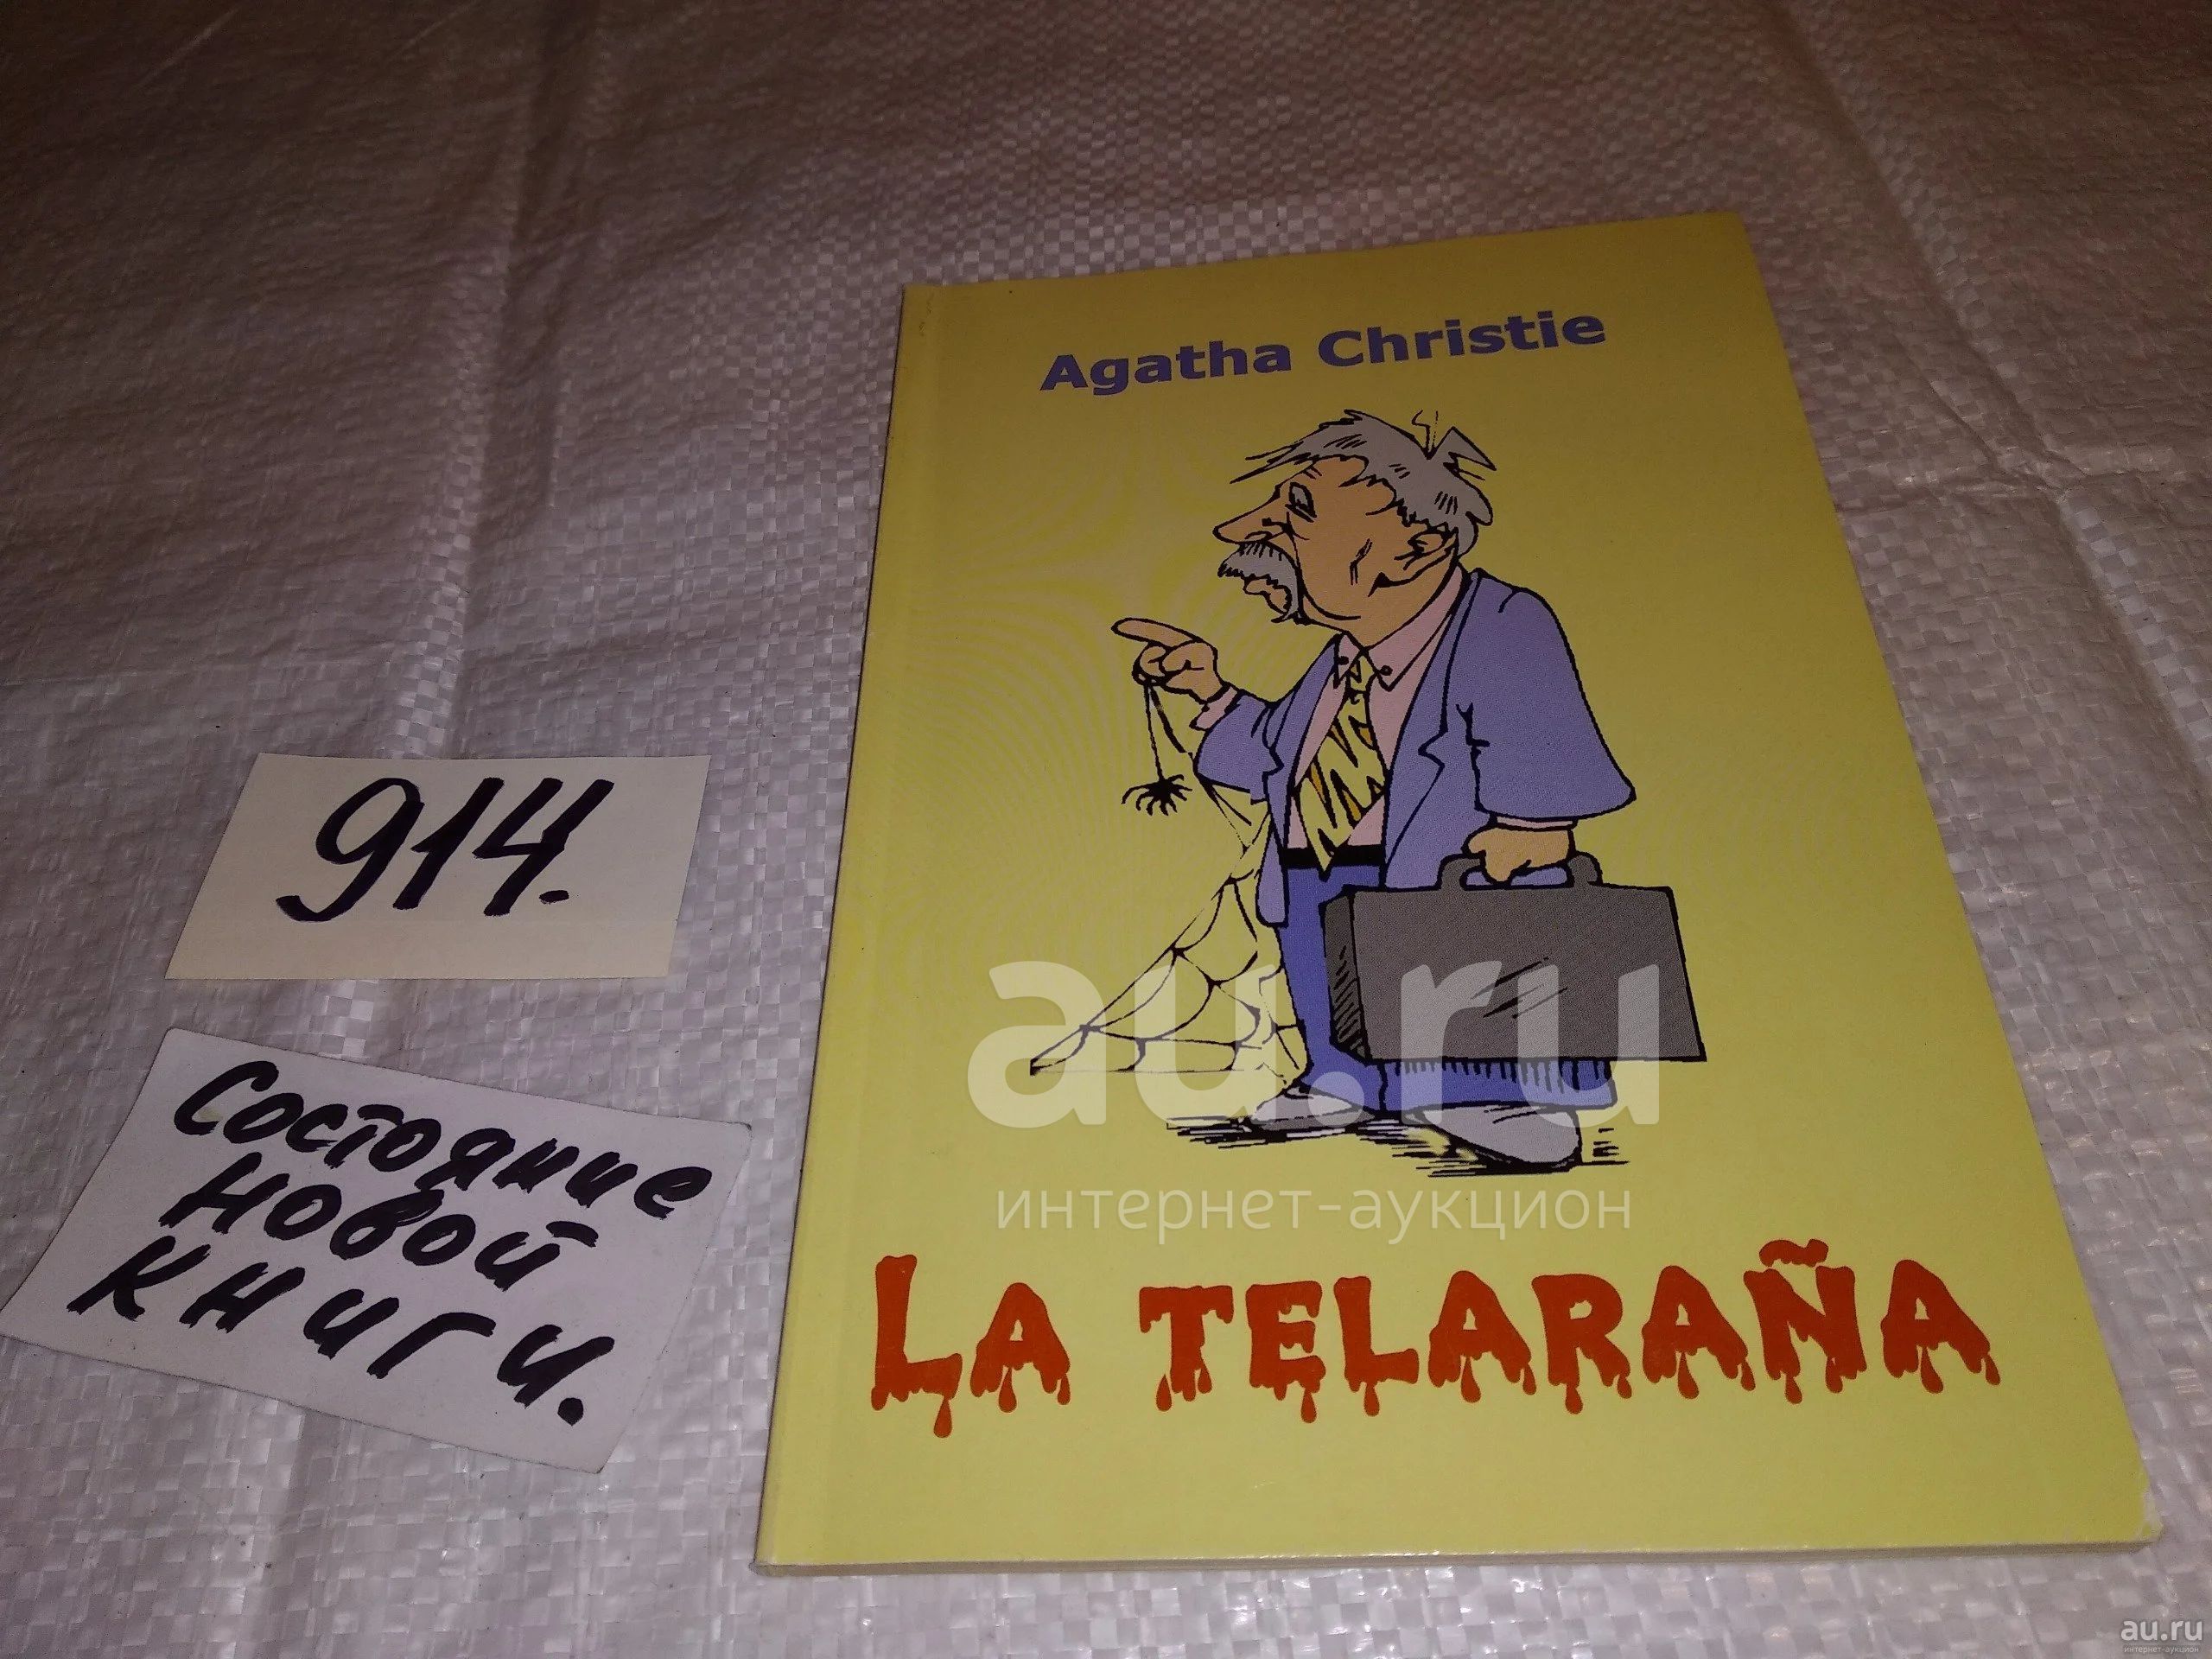 Agatha Christie
LA TELARAÑA
914.
Состояние
новой
книги.
au.ru
интернет-аукцион
au.ru
интернет-аукцион